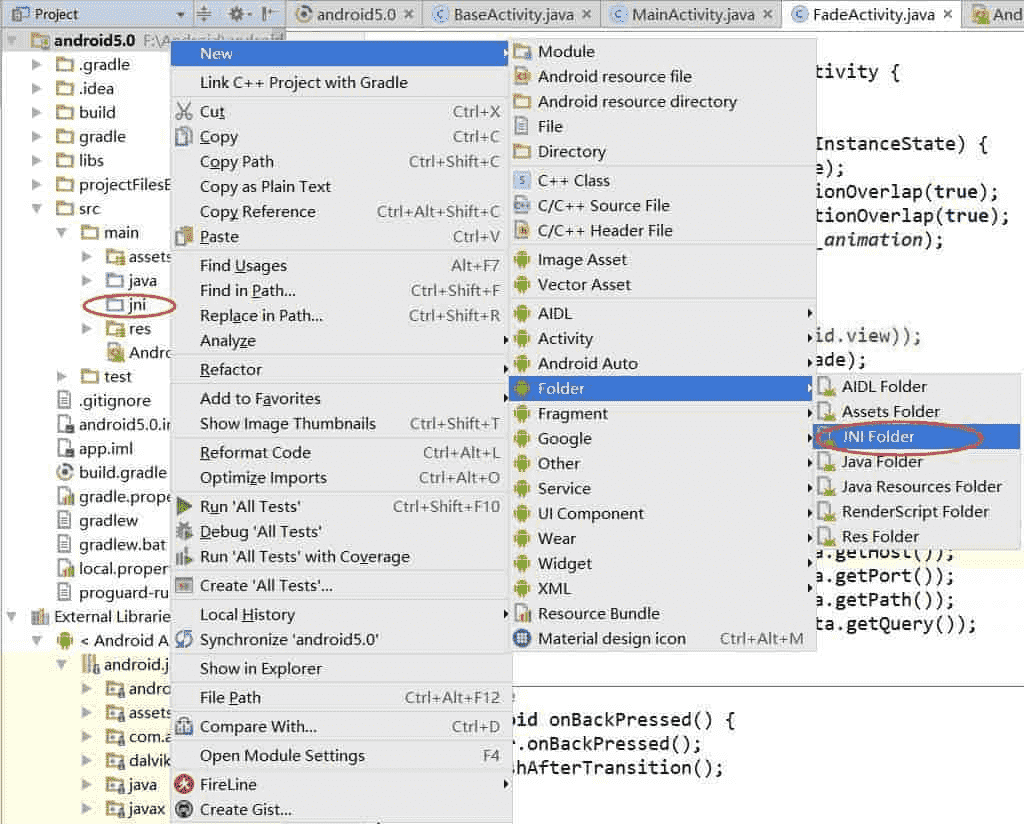 Project
android5.0
BaseActivity.java
MainActivity.java
FadeActivity.java
And
android5.0 F:\Android\android
.gradle
.idea
build
gradle
libs
projectFilesB
src
main
assets
java
jni
res
Andro
test
.gitignore
android5.0.im
app.iml
build.gradle
gradle.prope
gradlew
gradlew.bat
local.propert
proguard-ru
External Librarie
< Android A
android.j
andro
assets
com.a
dalvik
java
javax
New
Link C++ Project with Gradle
Cut Ctrl+X
Copy Ctrl+C
Copy Path Ctrl+Shift+C
Copy as Plain Text
Copy Reference Ctrl+Alt+Shift+C
Paste Ctrl+V
Find Usages Alt+F7
Find in Path... Ctrl+Shift+F
Replace in Path... Ctrl+Shift+R
Analyze
Refactor
Add to Favorites
Show Image Thumbnails Ctrl+Shift+T
Reformat Code Ctrl+Alt+L
Optimize Imports Ctrl+Alt+O
Run 'All Tests' Ctrl+Shift+F10
Debug 'All Tests'
Run 'All Tests' with Coverage
Create 'All Tests'...
Local History
Synchronize 'android5.0'
Show in Explorer
File Path Ctrl+Alt+F12
Compare With... Ctrl+D
Open Module Settings F4
FireLine
Create Gist...
Module
Android resource file
Android resource directory
File
Directory
C++ Class
C/C++ Source File
C/C++ Header File
Image Asset
Vector Asset
AIDL
Activity
Android Auto
Folder
Fragment
Google
Other
Service
UI Component
Wear
Widget
XML
Resource Bundle
Material design icon Ctrl+Alt+M
AIDL Folder
Assets Folder
JNI Folder
Java Folder
Java Resources Folder
RenderScript Folder
Res Folder
tivity {
InstanceState) {
e);
ionOverlap(true);
tionOverlap(true);
_animation);
id.view));
ade);
a.getHost());
a.getPort());
a.getPath());
ta.getQuery());
oid onBackPressed() {
r.onBackPressed();
shAfterTransition();